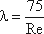 λ = 75/Re